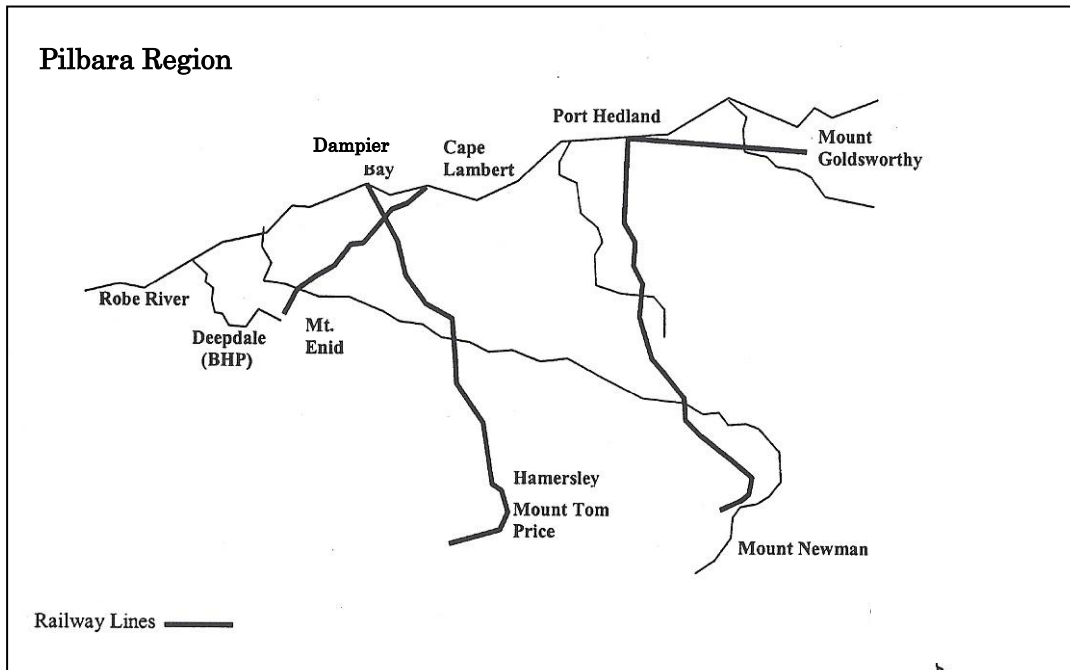 Pilbara Region
Port Hedland
Mount
Goldsworthy
Dampier
Bay
Cape
Lambert
Robe River
Deepdale
(BHP)
Mt.
Enid
Hamersley
Mount Tom
Price
Mount Newman
Railway Lines